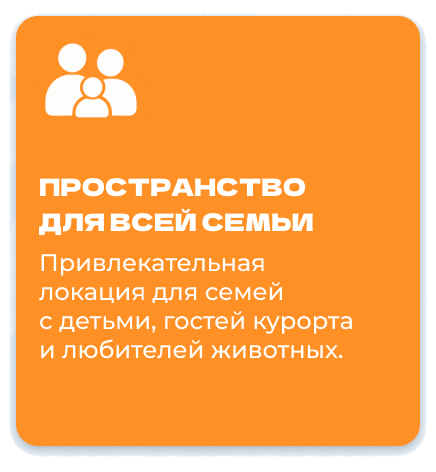 ПРОСТРАНСТВО
ДЛЯ ВСЕЙ СЕМЬИ
Привлекательная
локация для семей
с детьми, гостей курорта
и любителей животных.